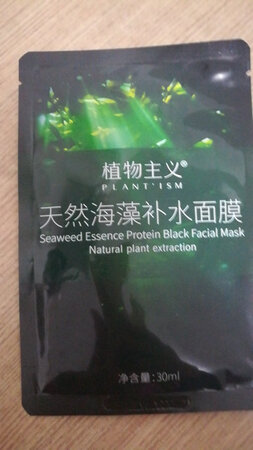 植物主义®
PLANT'ISM
天然海藻补水面膜
Seaweed Essence Protein Black Facial Mask
Natural plant extraction
净含量:30ml